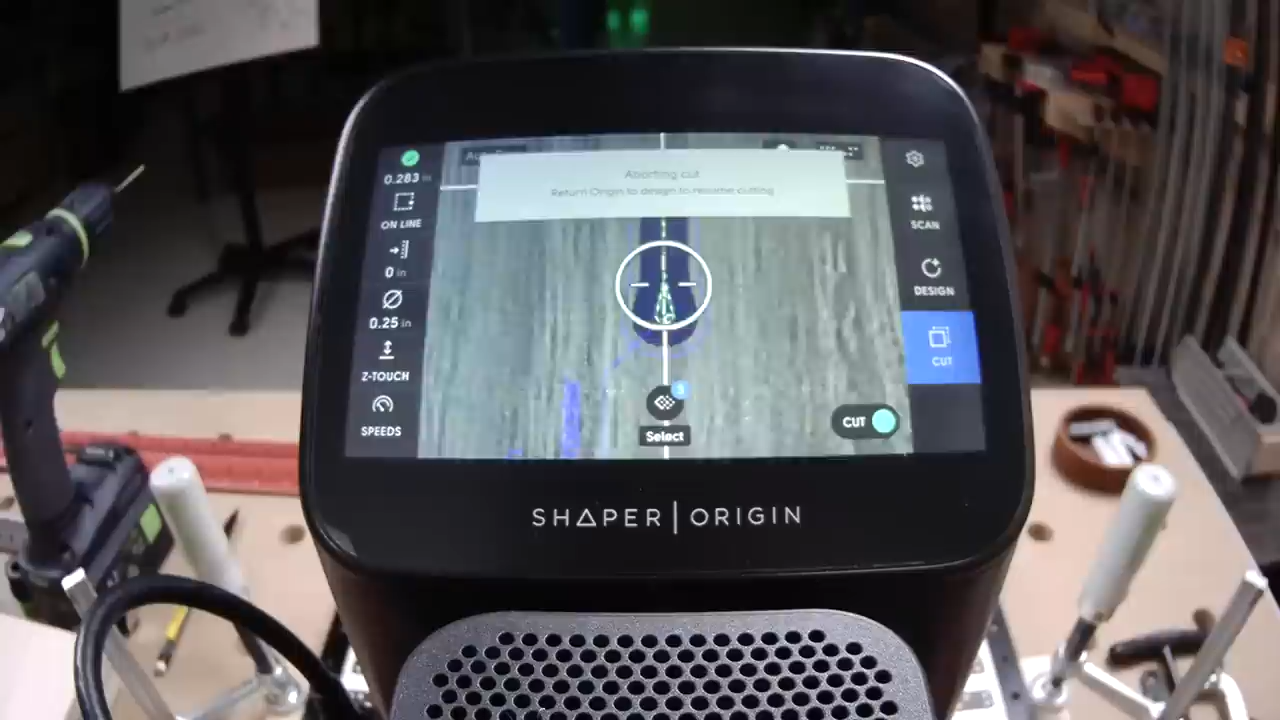 Aborting cut
Return Origin to design to resume cutting
0.283 in
ON LINE
0 in
0.25 in
Z-TOUCH
SPEEDS
SCAN
DESIGN
CUT
3
Select
CUT
SHAPER | ORIGIN